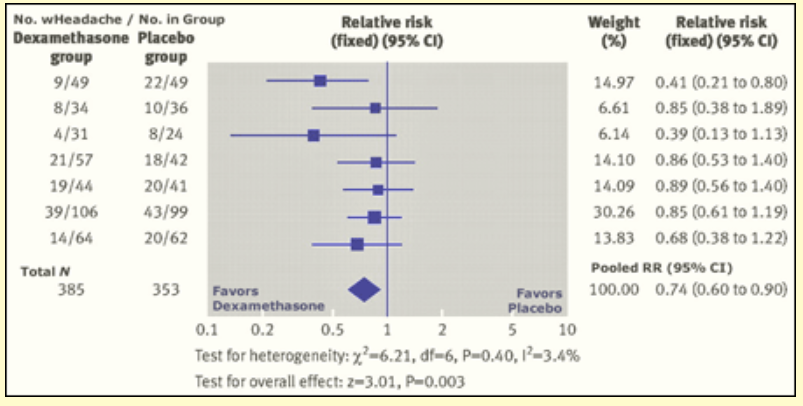 No. wHeadache / No. in Group
Dexamethasone group Placebo group Relative risk (fixed) (95% CI) Weight (%) Relative risk (fixed) (95% CI)
9/49 22/49 14.97 0.41 (0.21 to 0.80)
8/34 10/36 6.61 0.85 (0.38 to 1.89)
4/31 8/24 6.14 0.39 (0.13 to 1.13)
21/57 18/42 14.10 0.86 (0.53 to 1.40)
19/44 20/41 14.09 0.89 (0.56 to 1.40)
39/106 43/99 30.26 0.85 (0.61 to 1.19)
14/64 20/62 13.83 0.68 (0.38 to 1.22)
Total N Pooled RR (95% CI)
385 353 100.00 0.74 (0.60 to 0.90)
Favors Dexamethasone Favors Placebo
0.1 0.2 0.5 1 2 5 10
Test for heterogeneity: χ²=6.21, df=6, P=0.40, I²=3.4%
Test for overall effect: z=3.01, P=0.003